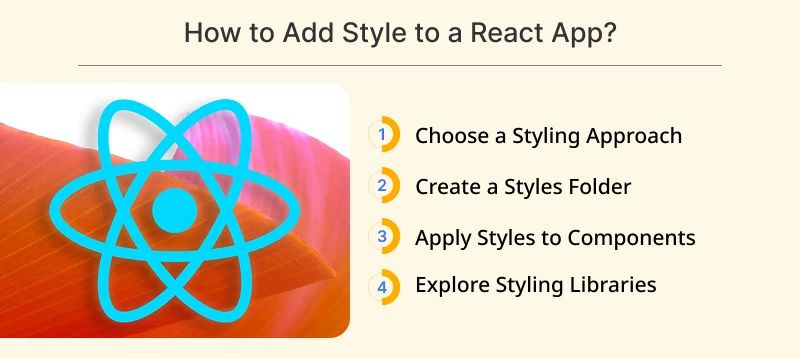 How to Add Style to a React App?
1 Choose a Styling Approach
2 Create a Styles Folder
3 Apply Styles to Components
4 Explore Styling Libraries